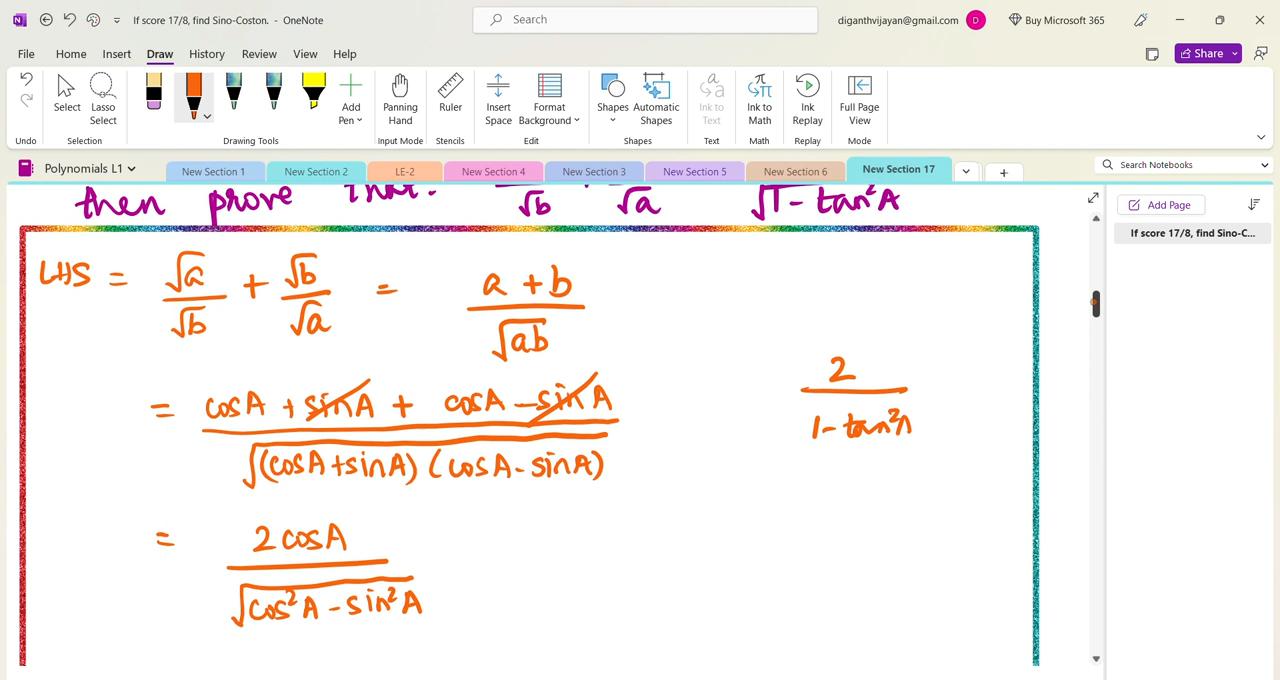 If score 17/8, find Sino-Coston. - OneNote
Search
diganthvijayan@gmail.com D
Buy Microsoft 365
File Home Insert Draw History Review View Help
Share
Undo
Select
Lasso Select
Add Pen
Panning Hand
Ruler
Insert Space
Format Background
Shapes
Automatic Shapes
Ink to Text
Ink to Math
Ink Replay
Full Page View
Undo Selection Drawing Tools Input Mode Stencils Edit Shapes Text Math Replay Mode
Polynomials L1
New Section 1 New Section 2 LE-2 New Section 4 New Section 3 New Section 5 New Section 6 New Section 17
Search Notebooks
Add Page
If score 17/8, find Sino-C...
then prove that √b √a √1 - tan²A
LHS = √a/√b + √b/√a = a + b / √ab
= cosA + sinA + cosA - sinA / √(cosA + sinA) (cosA - sinA)
2 / 1 - tan²A
= 2 cosA / √cos²A - sin²A